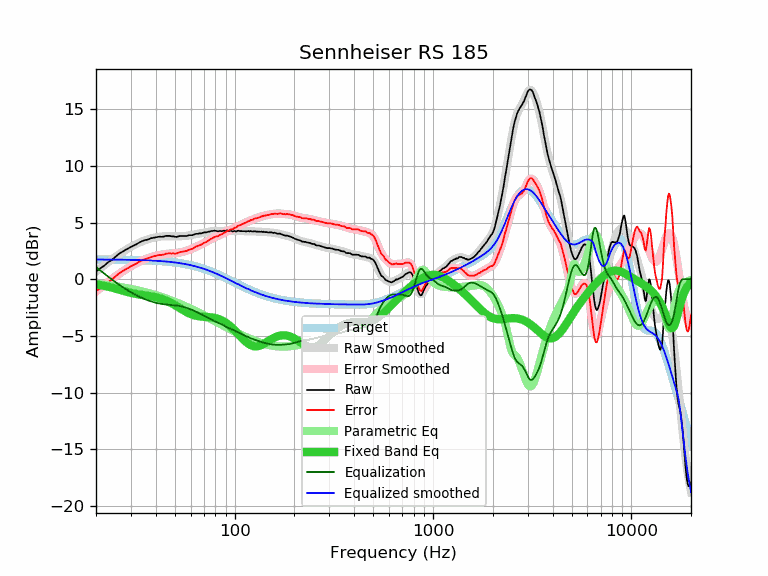 Sennheiser RS 185
Amplitude (dBr)
15
10
5
0
−5
−10
−15
−20
Target
Raw Smoothed
Error Smoothed
Raw
Error
Parametric Eq
Fixed Band Eq
Equalization
Equalized smoothed
100
1000
10000
Frequency (Hz)